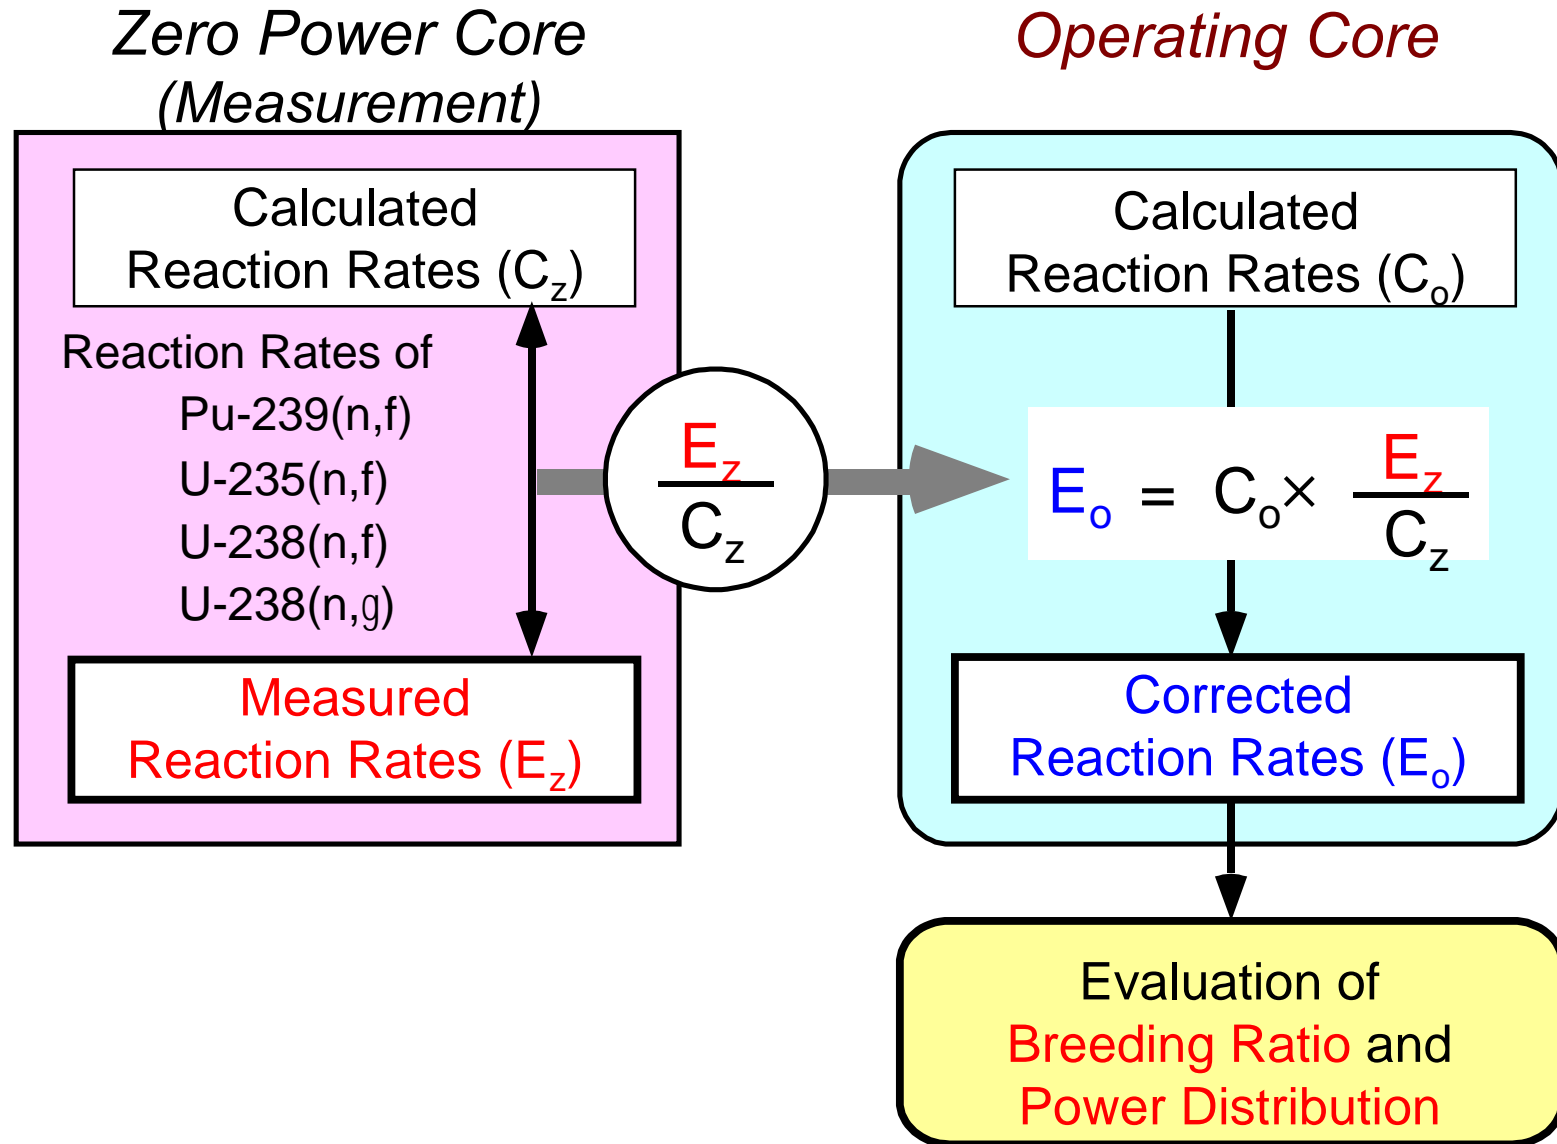 Zero Power Core
(Measurement)
Calculated
Reaction Rates (Cz)
Reaction Rates of
Pu-239(n,f)
U-235(n,f)
U-238(n,f)
U-238(n,g)
Measured
Reaction Rates (Ez)
Ez
Cz
Operating Core
Calculated
Reaction Rates (Co)
Eo = Co× Ez
Cz
Corrected
Reaction Rates (Eo)
Evaluation of
Breeding Ratio and
Power Distribution